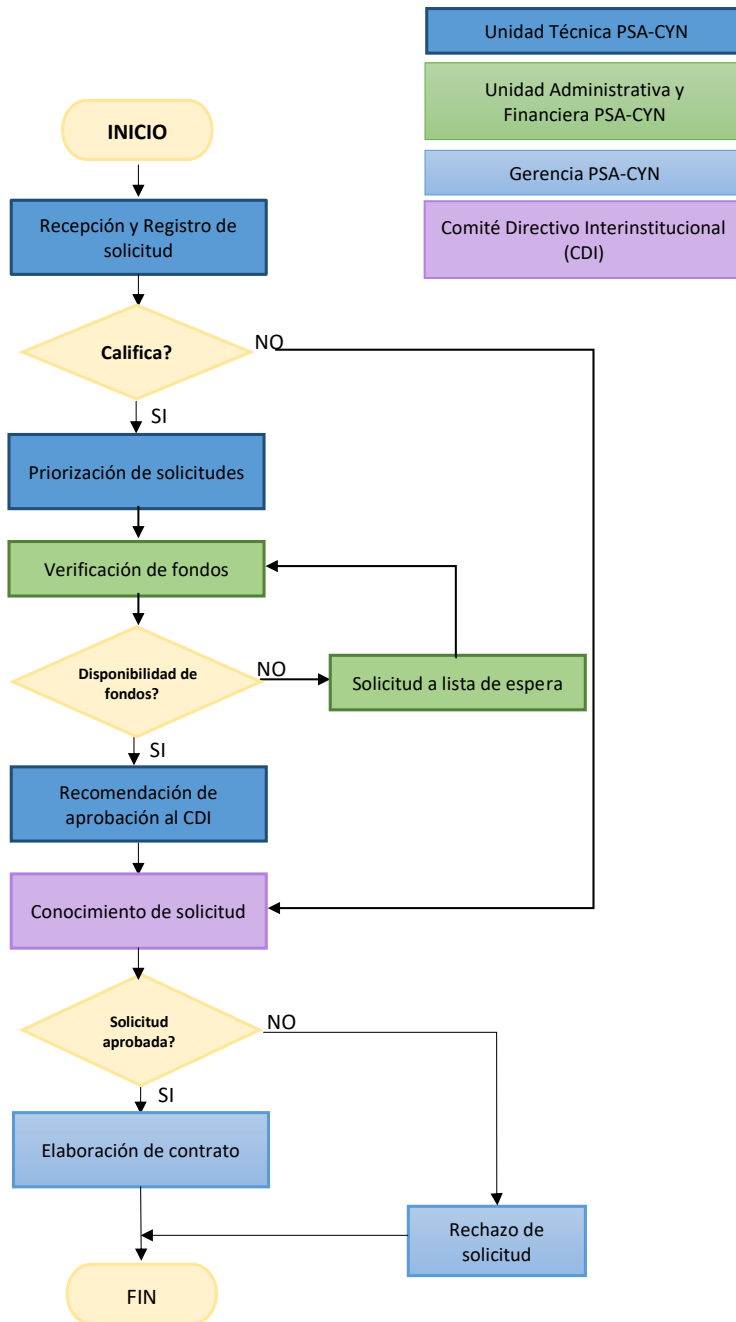 Unidad Técnica PSA-CYN
Unidad Administrativa y
Financiera PSA-CYN
Gerencia PSA-CYN
Comité Directivo Interinstitucional
(CDI)
INICIO
Recepción y Registro de
solicitud
Califica?
NO
SI
Priorización de solicitudes
Verificación de fondos
Disponibilidad de
fondos?
NO
Solicitud a lista de espera
SI
Recomendación de
aprobación al CDI
Conocimiento de solicitud
Solicitud
aprobada?
NO
SI
Elaboración de contrato
Rechazo de
solicitud
FIN